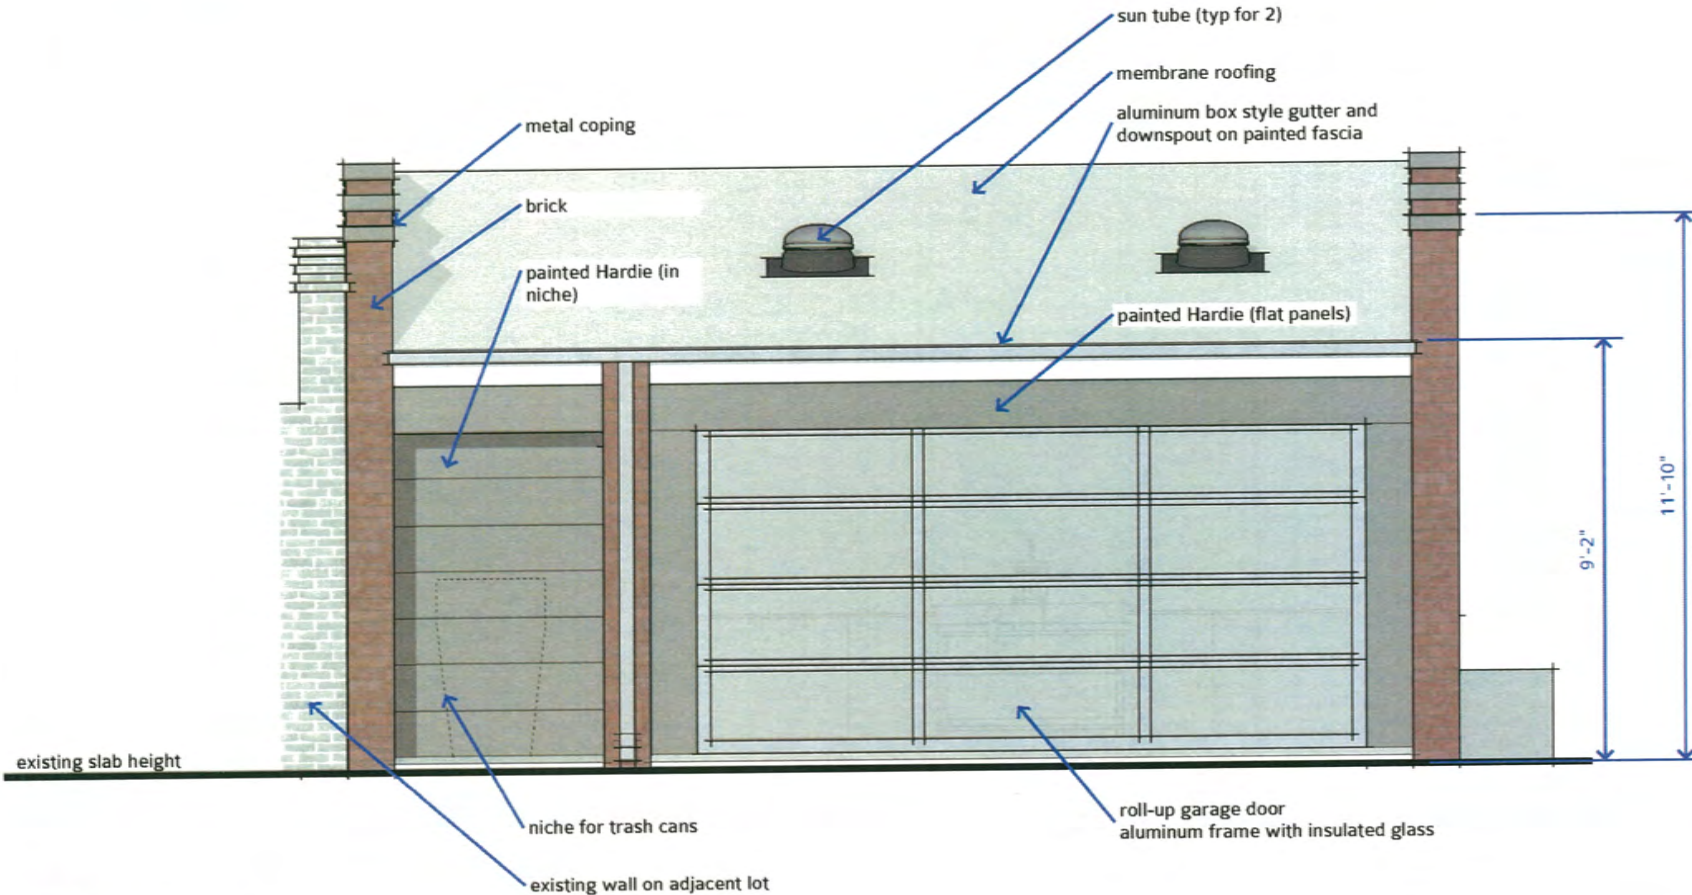 sun tube (typ for 2)
membrane roofing
aluminum box style gutter and
downspout on painted fascia
metal coping
brick
painted Hardie (in
niche)
painted Hardie (flat panels)
11'-10"
9'-2"
existing slab height
niche for trash cans
roll-up garage door
aluminum frame with insulated glass
existing wall on adjacent lot